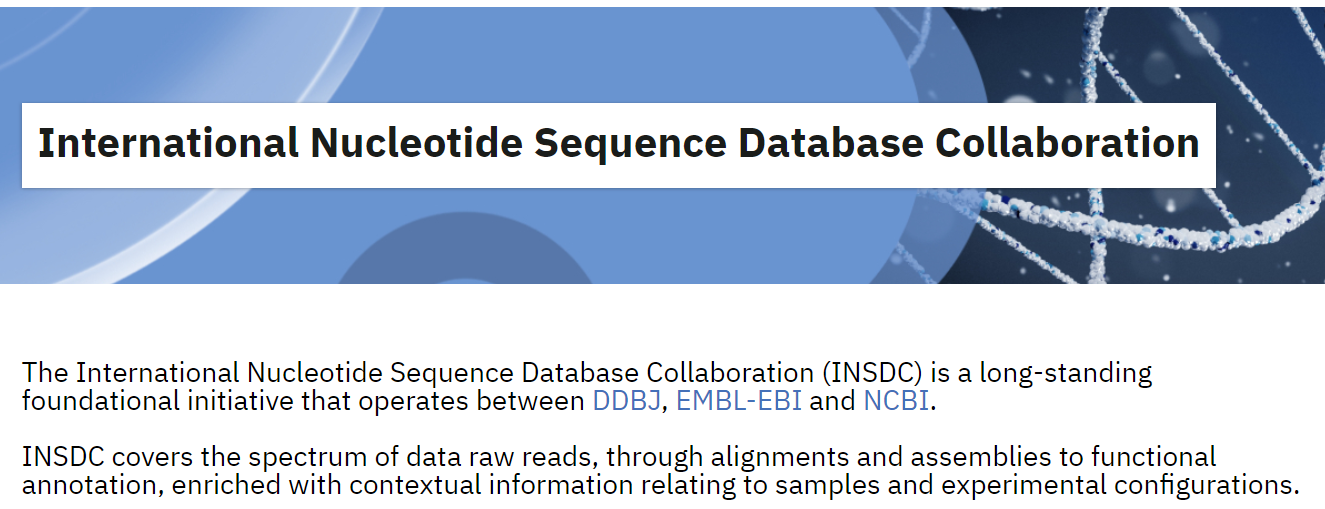 International Nucleotide Sequence Database Collaboration
The International Nucleotide Sequence Database Collaboration (INSDC) is a long-standing
foundational initiative that operates between DDBJ, EMBL-EBI and NCBI.
INSDC covers the spectrum of data raw reads, through alignments and assemblies to functional
annotation, enriched with contextual information relating to samples and experimental configurations.